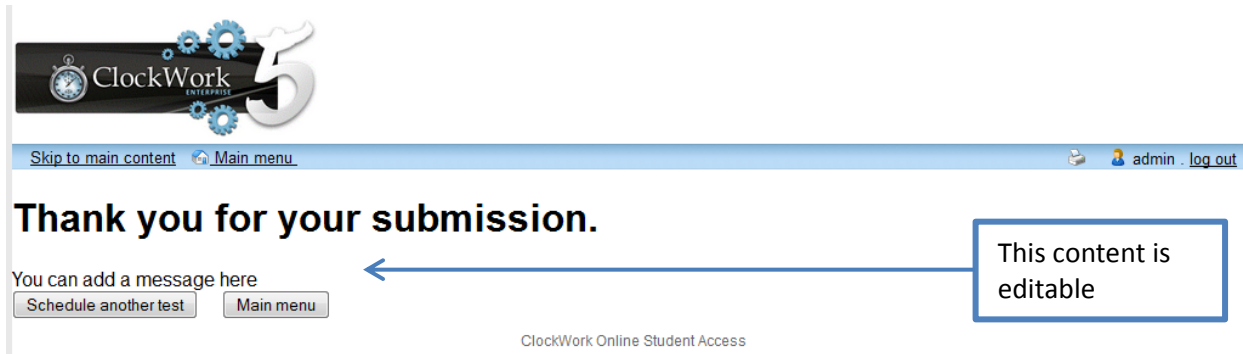 ClockWork
ENTERPRISE
5
Skip to main content Main menu admin . log out
Thank you for your submission.
This content is
editable
You can add a message here
Schedule another test Main menu
ClockWork Online Student Access